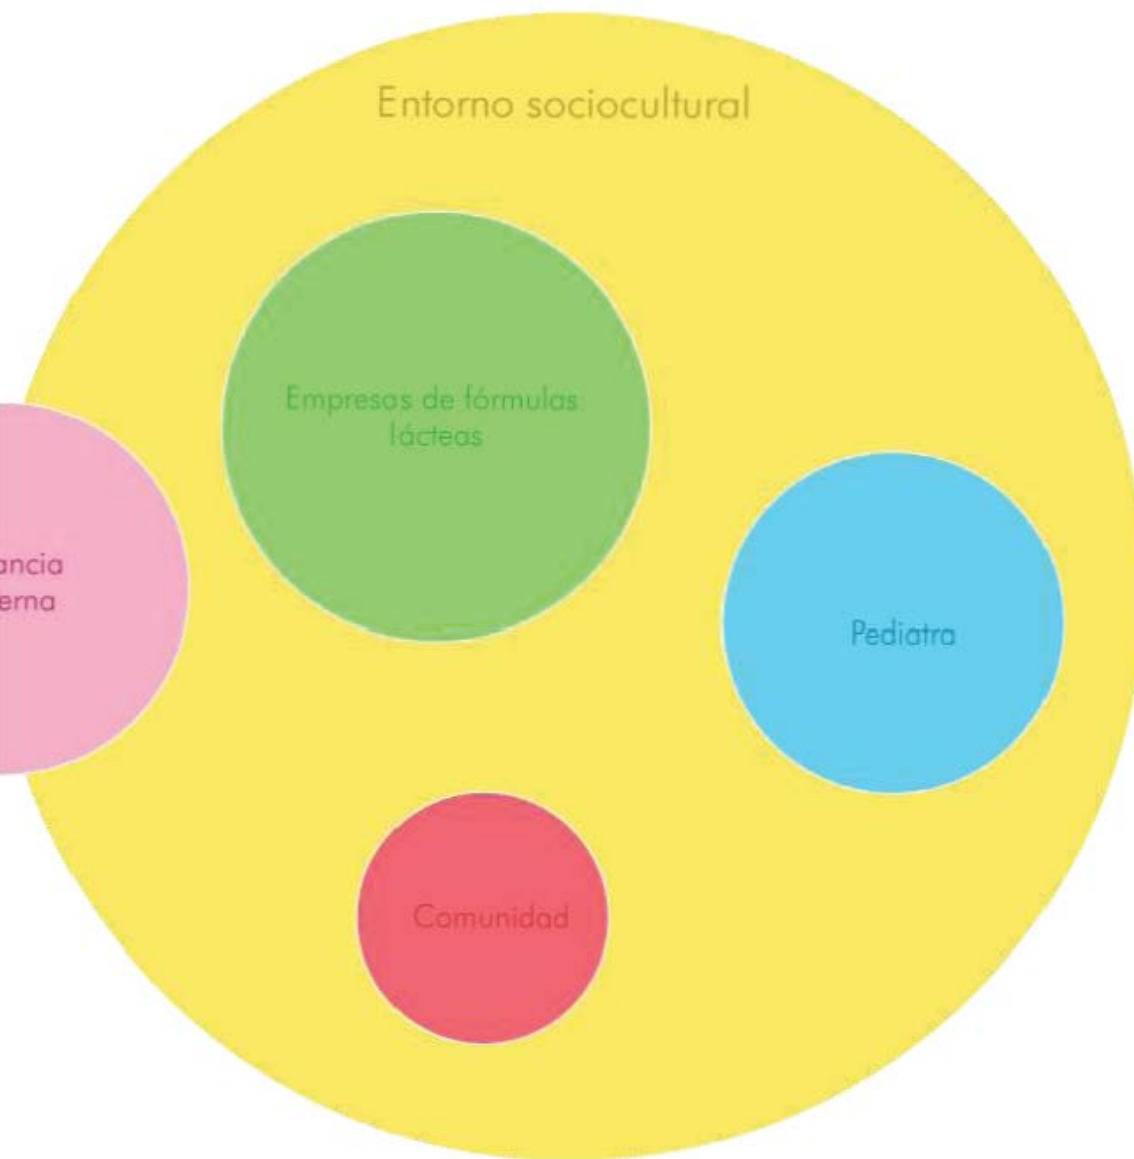 Entorno sociocultural
Empresas de fórmulas
lácteas
ancia
erna
Pediatra
Comunidad